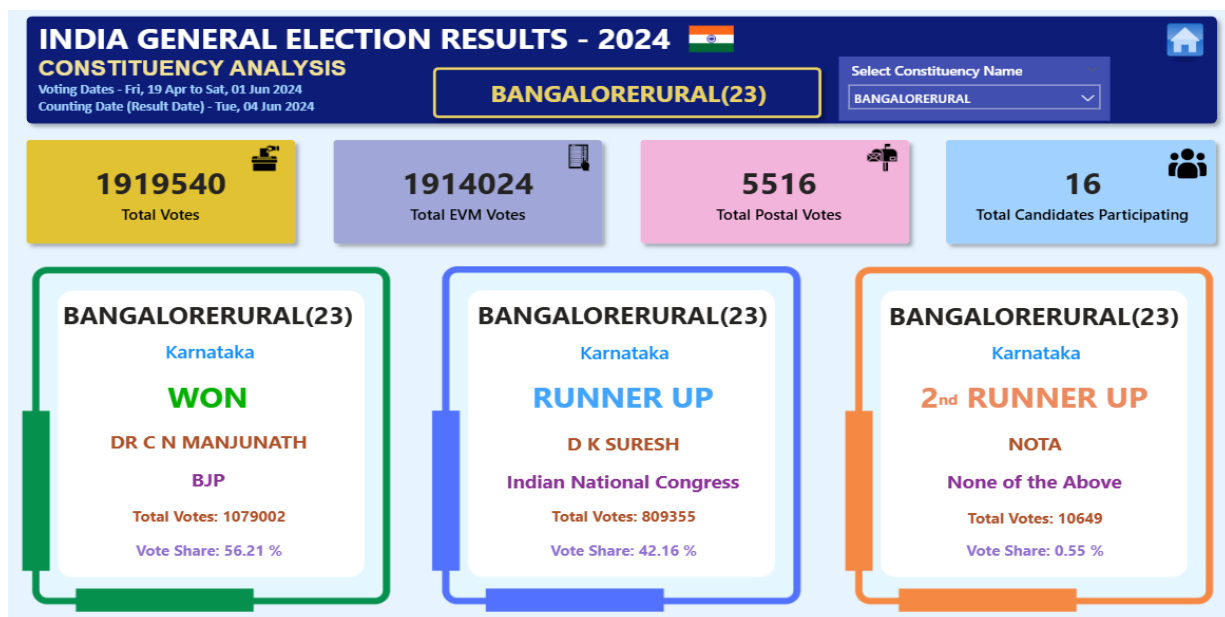 INDIA GENERAL ELECTION RESULTS - 2024
CONSTITUENCY ANALYSIS
Voting Dates - Fri, 19 Apr to Sat, 01 Jun 2024
Counting Date (Result Date) - Tue, 04 Jun 2024
BANGALORERURAL(23)
Select Constituency Name
BANGALORERURAL
1919540
Total Votes
1914024
Total EVM Votes
5516
Total Postal Votes
16
Total Candidates Participating
BANGALORERURAL(23)
Karnataka
WON
DR C N MANJUNATH
BJP
Total Votes: 1079002
Vote Share: 56.21 %
BANGALORERURAL(23)
Karnataka
RUNNER UP
D K SURESH
Indian National Congress
Total Votes: 809355
Vote Share: 42.16 %
BANGALORERURAL(23)
Karnataka
2nd RUNNER UP
NOTA
None of the Above
Total Votes: 10649
Vote Share: 0.55 %